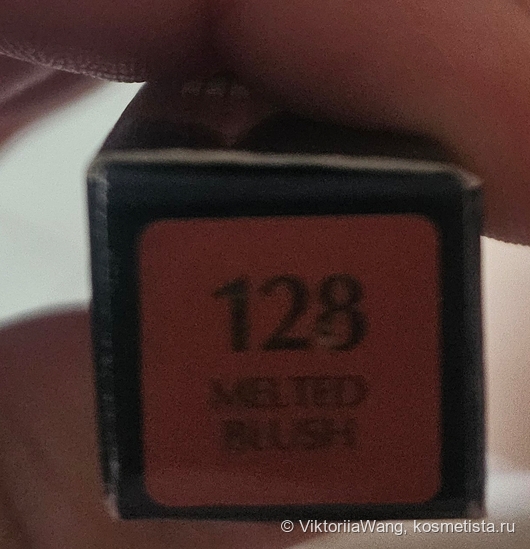 128
MELTED
BLUSH
© ViktoriiaWang, kosmetista.ru